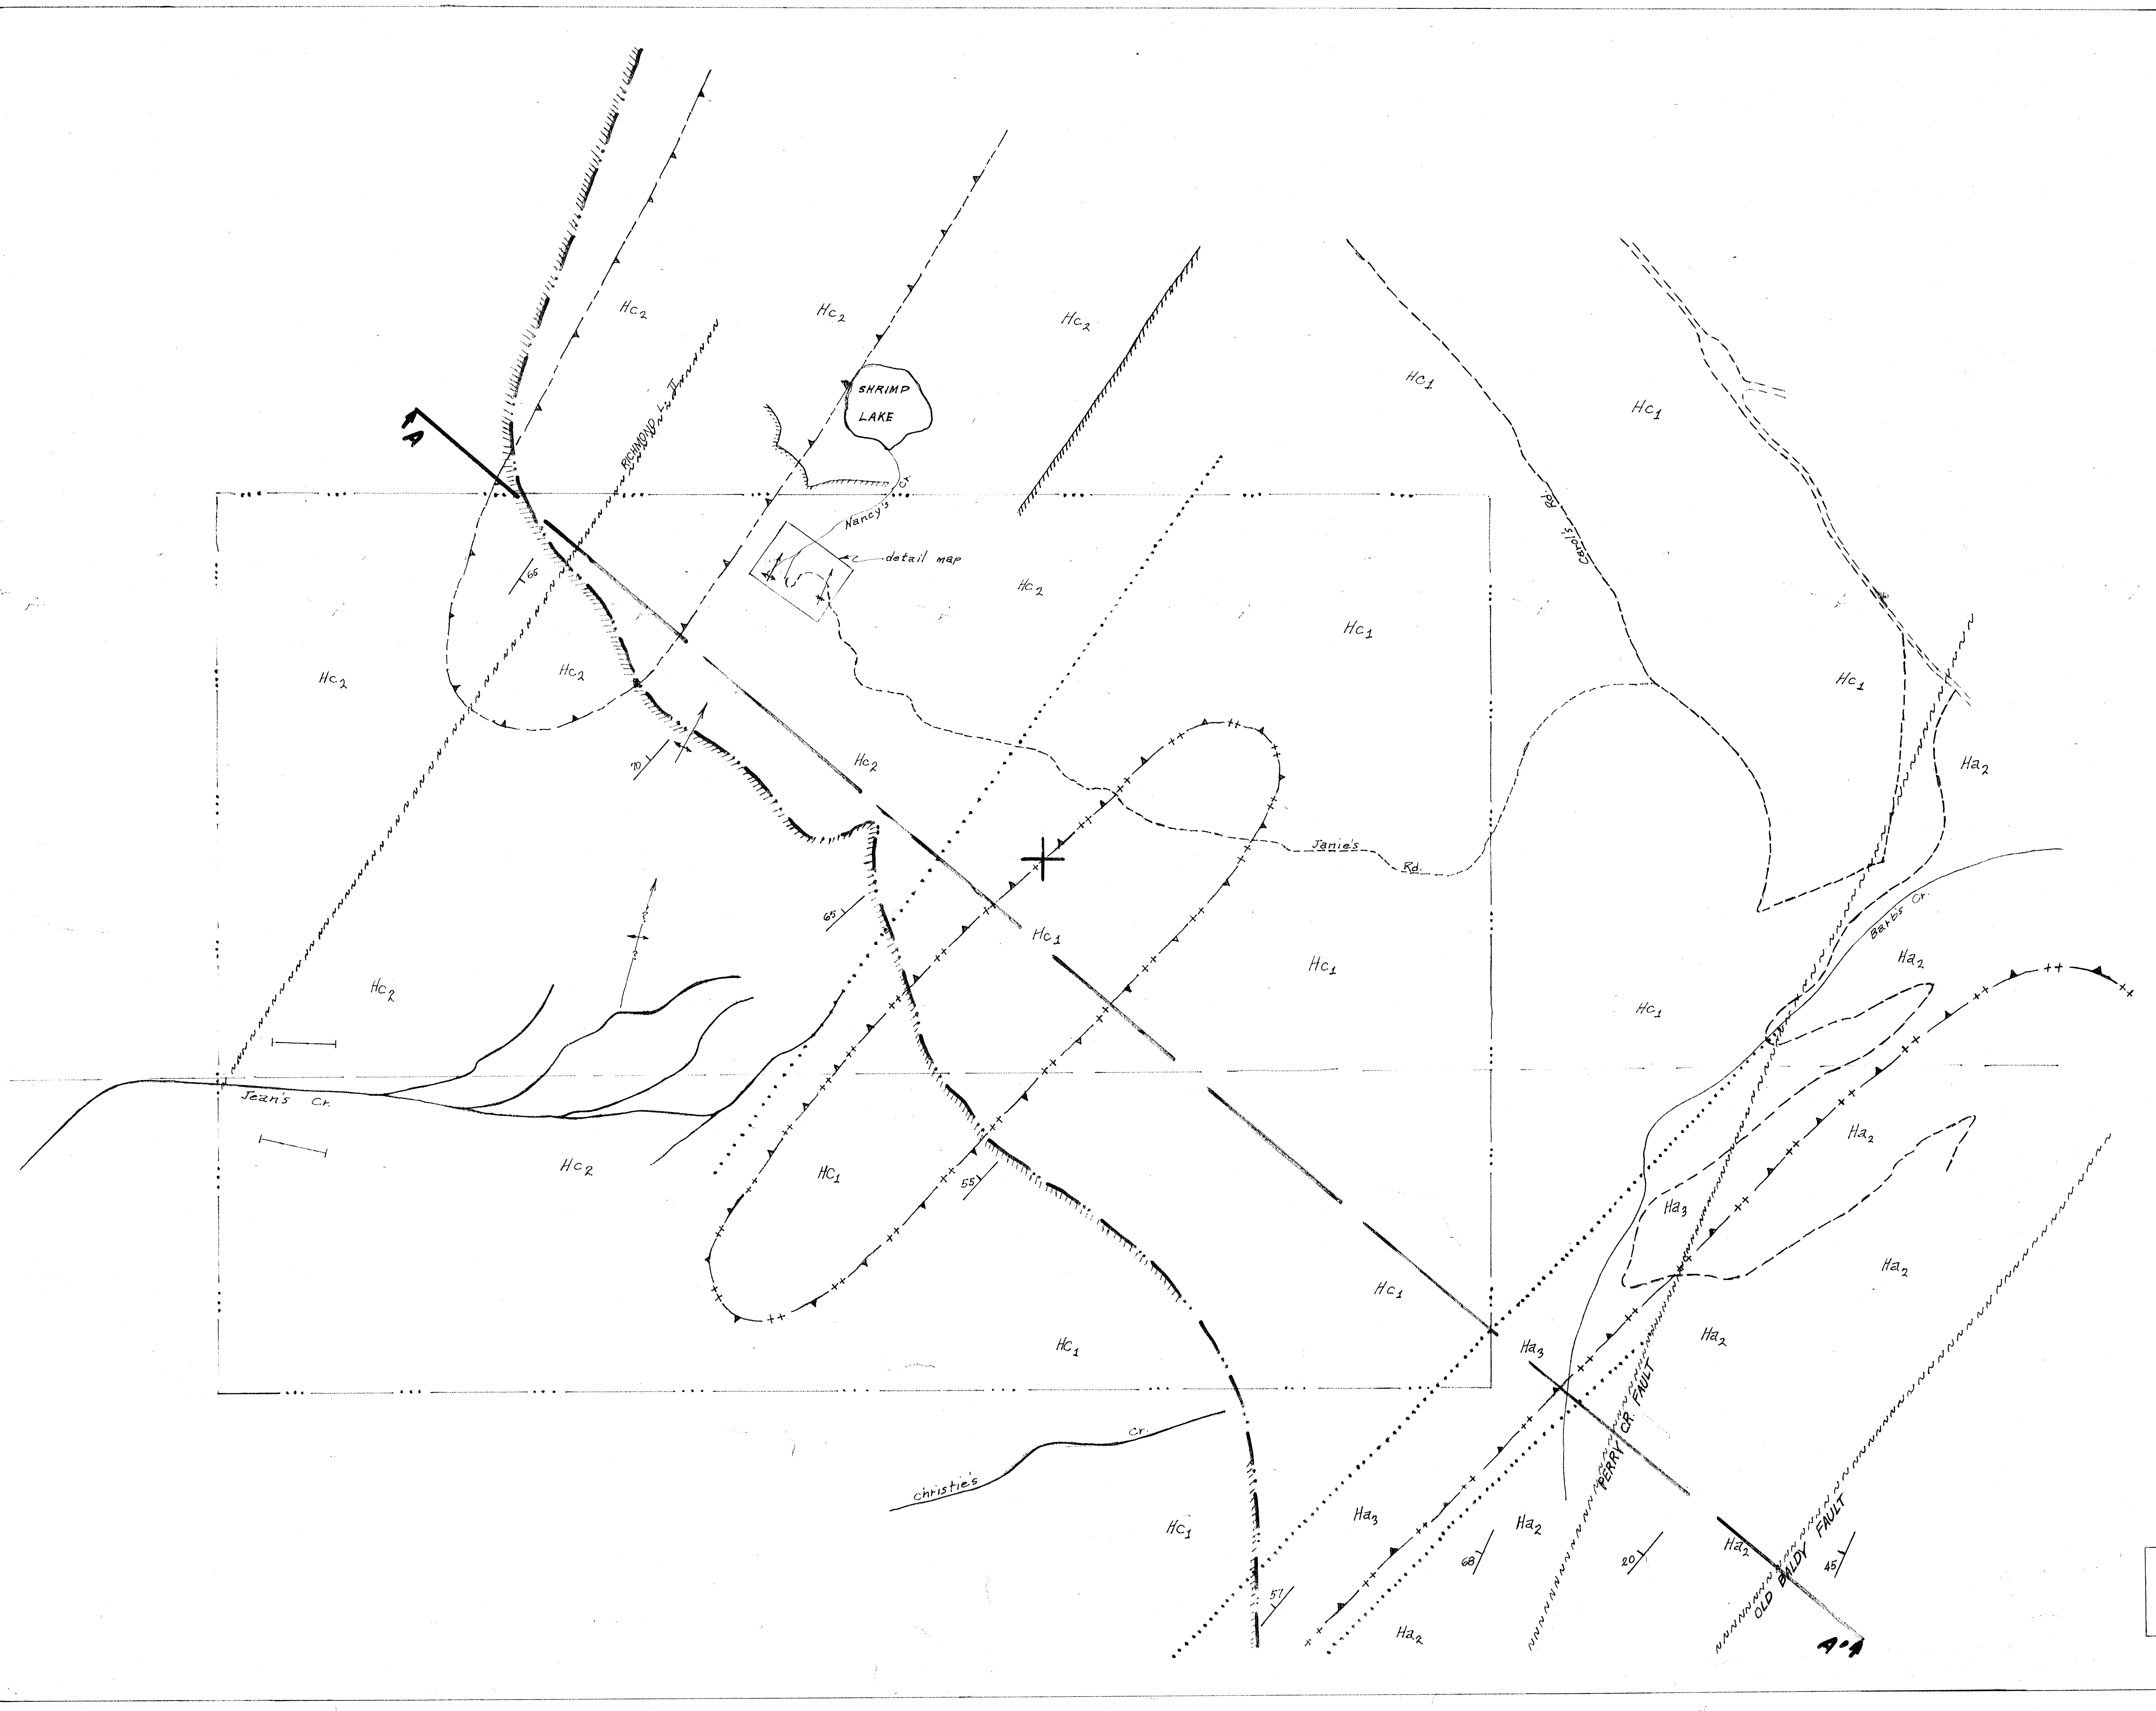 Hc2
Hc2
Hc2
Hc1
Hc1
SHRIMP
LAKE
A
RICHMOND L. II
Nancy's Cr.
Carol's Rd.
detail map
65
Hc2
Hc1
Hc2
Hc2
Hc1
70
Hc2
Ha2
Janie's Rd.
65
Hc1
Hc1
Barb's Cr.
Ha2
Hc2
Hc1
Jean's Cr.
Ha2
Hc2
HC1
55
Ha3
Ha2
Hc1
Ha3
Ha2
HC1
PERRY CR. FAULT
Cr.
Christie's
Hc1
Ha3
Ha2
68
20
Ha2
45
OLD BALDY FAULT
57
Ha2
A'